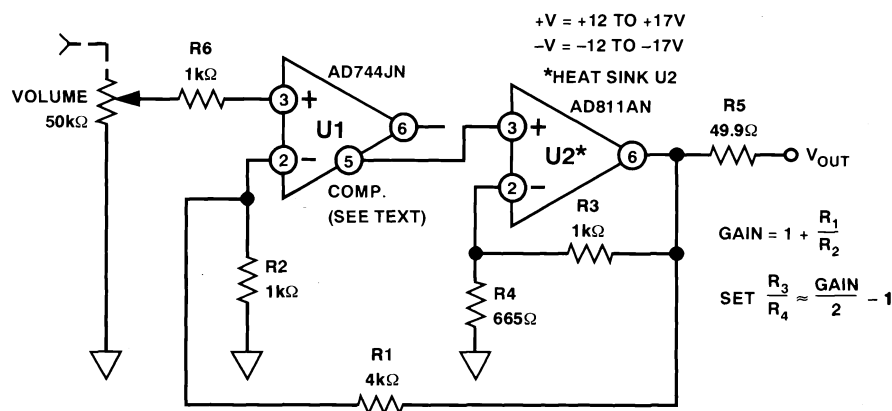 +V = +12 TO +17V
−V = −12 TO −17V
*HEAT SINK U2
R6
1kΩ
VOLUME
50kΩ
AD744JN
3
+
2
−
U1
6
5
COMP.
(SEE TEXT)
AD811AN
3
+
2
−
U2*
6
R5
49.9Ω
VOUT
R3
1kΩ
R2
1kΩ
R4
665Ω
R1
4kΩ
GAIN = 1 + R1/R2
SET R3/R4 ≈ GAIN/2 − 1